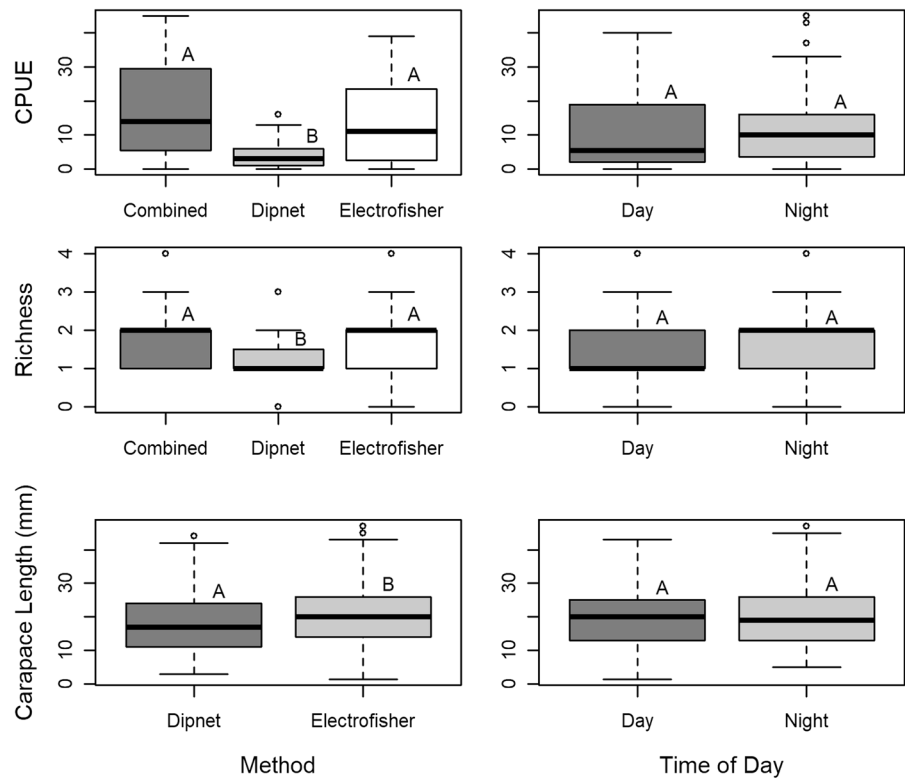 CPUE
30
10
0
A
B
A
Combined
Dipnet
Electrofisher
A
A
30
10
0
Day
Night
Richness
4
3
2
1
0
A
B
A
Combined
Dipnet
Electrofisher
4
3
2
1
0
A
A
Day
Night
Carapace Length (mm)
30
10
0
A
B
Dipnet
Electrofisher
Method
30
10
0
A
A
Day
Night
Time of Day